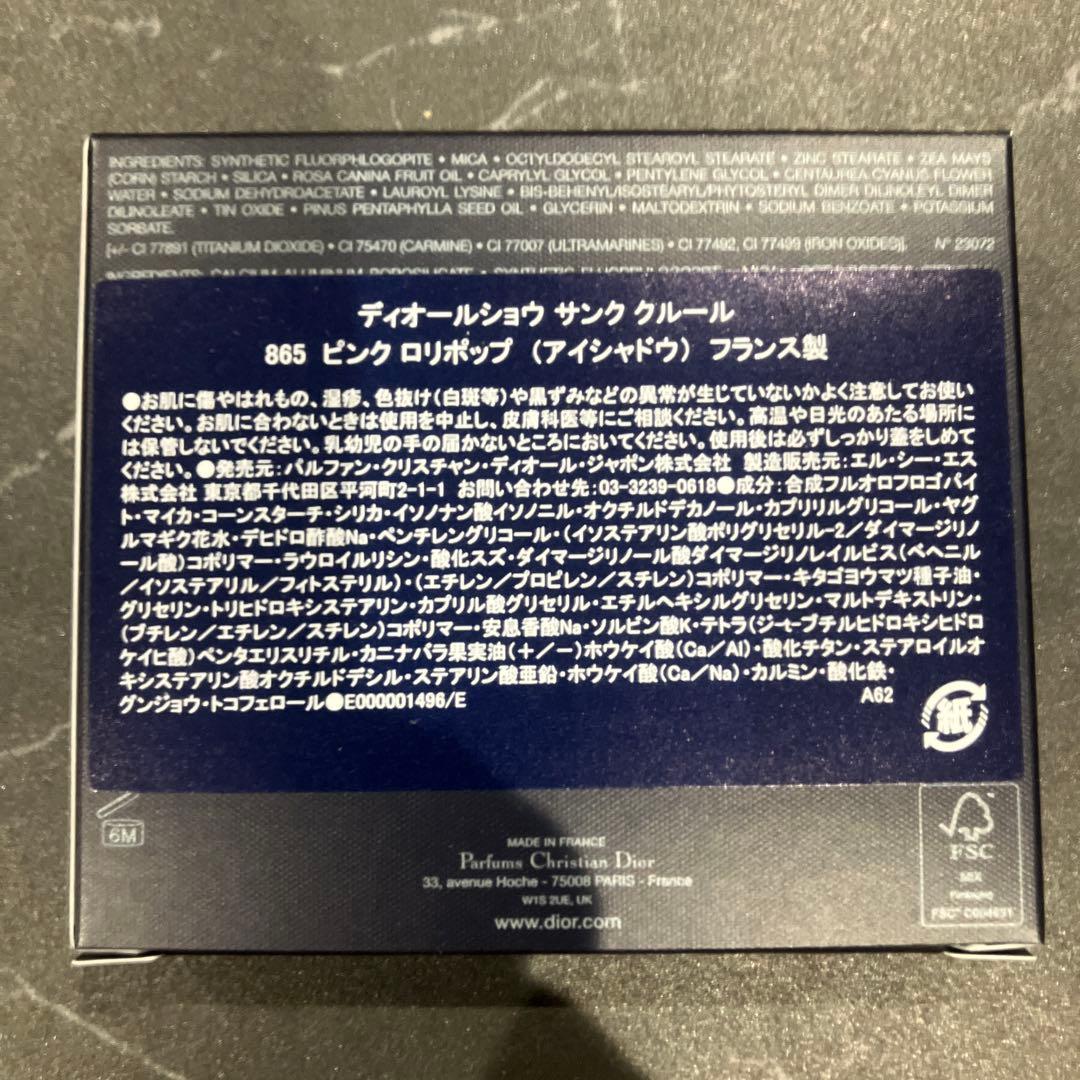 INGREDIENTS: SYNTHETIC FLUORPHLOGOPITE • MICA • OCTYLDODECYL STEAROYL STEARATE • ZINC STEARATE • ZEA MAYS
(CORN) STARCH • SILICA • ROSA CANINA FRUIT OIL • CAPRYLYL GLYCOL • PENTYLENE GLYCOL • CENTAUREA CYANUS FLOWER
WATER • SODIUM DEHYDROACETATE • LAUROYL LYSINE • BIS-BEHENYL/ISOSTEARYL/PHYTOSTERYL DIMER DILINOLEYL DIMER
DILINOLEATE • TIN OXIDE • PINUS PENTAPHYLLA SEED OIL • GLYCERIN • MALTODEXTRIN • SODIUM BENZOATE • POTASSIUM
SORBATE.
[+/- CI 77891 (TITANIUM DIOXIDE) • CI 75470 (CARMINE) • CI 77007 (ULTRAMARINES) • CI 77492, CI 77499 (IRON OXIDES)]. N° 23072
ディオールショウ サンク クルール
865 ピンク ロリポップ (アイシャドウ) フランス製
●お肌に傷やはれもの、湿疹、色抜け(白斑等)や黒ずみなどの異常が生じていないかよく注意してお使い
ください。お肌に合わないときは使用を中止し、皮膚科医等にご相談ください。高温や日光のあたる場所に
は保管しないでください。乳幼児の手の届かないところにおいてください。使用後は必ずしっかり蓋をしめて
ください。●発売元:パルファン・クリスチャン・ディオール・ジャポン株式会社 製造販売元:エル・シー・エス
株式会社 東京都千代田区平河町2-1-1 お問い合わせ先:03-3239-0618●成分:合成フルオロフロゴパイ
ト・マイカ・コーンスターチ・シリカ・イソノナン酸イソノニル・オクチルドデカノール・カプリリルグリコール・ヤグ
ルマギク花水・デヒドロ酢酸Na・ペンチレングリコール・(イソステアリン酸ポリグリセリル-2/ダイマージリノ
ール酸)コポリマー・ラウロイルリシン・酸化スズ・ダイマージリノール酸ダイマージリノレイルビス(ベヘニル
/イソステアリル/フィトステリル)・(エチレン/プロピレン/スチレン)コポリマー・キタゴヨウマツ種子油・
グリセリン・トリヒドロキシステアリン・カプリル酸グリセリル・エチルヘキシルグリセリン・マルトデキストリン・
(ブチレン/エチレン/スチレン)コポリマー・安息香酸Na・ソルビン酸K・テトラ(ジ-t-ブチルヒドロキシヒドロ
ケイヒ酸)ペンタエリスリチル・カニナバラ果実油(+/-)ホウケイ酸(Ca/Al)・酸化チタン・ステアロイルオ
キシステアリン酸オクチルドデシル・ステアリン酸亜鉛・ホウケイ酸(Ca/Na)・カルミン・酸化鉄・
グンジョウ・トコフェロール●E000001496/E A62
紙
6M
MADE IN FRANCE
Parfums Christian Dior
33, avenue Hoche - 75008 PARIS - France
W1S 2UE, UK
www.dior.com
FSC
MIX
Packaging